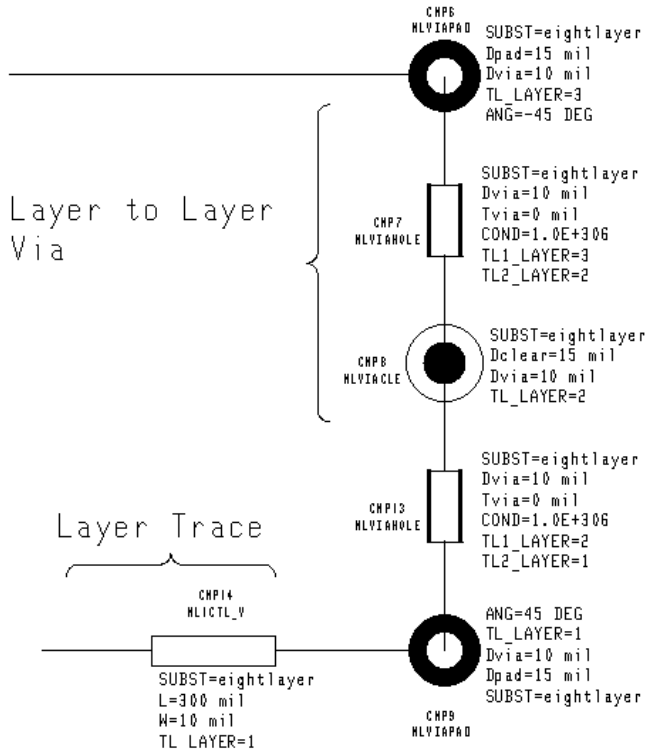 CMP6
MLVIAPAD
SUBST=eightlayer
Dpad=15 mil
Dvia=10 mil
TL_LAYER=3
ANG=-45 DEG
Layer to Layer
Via
CMP7
MLVIAHOLE
SUBST=eightlayer
Dvia=10 mil
Tvia=0 mil
COND=1.0E+306
TL1_LAYER=3
TL2_LAYER=2
CMP8
MLVIACLE
SUBST=eightlayer
Dclear=15 mil
Dvia=10 mil
TL_LAYER=2
CMP13
MLVIAHOLE
SUBST=eightlayer
Dvia=10 mil
Tvia=0 mil
COND=1.0E+306
TL1_LAYER=2
TL2_LAYER=1
Layer Trace
CMP14
MLICTL_V
SUBST=eightlayer
L=300 mil
W=10 mil
TL_LAYER=1
ANG=45 DEG
TL_LAYER=1
Dvia=10 mil
Dpad=15 mil
SUBST=eightlayer
CMP9
MLVIAPAD